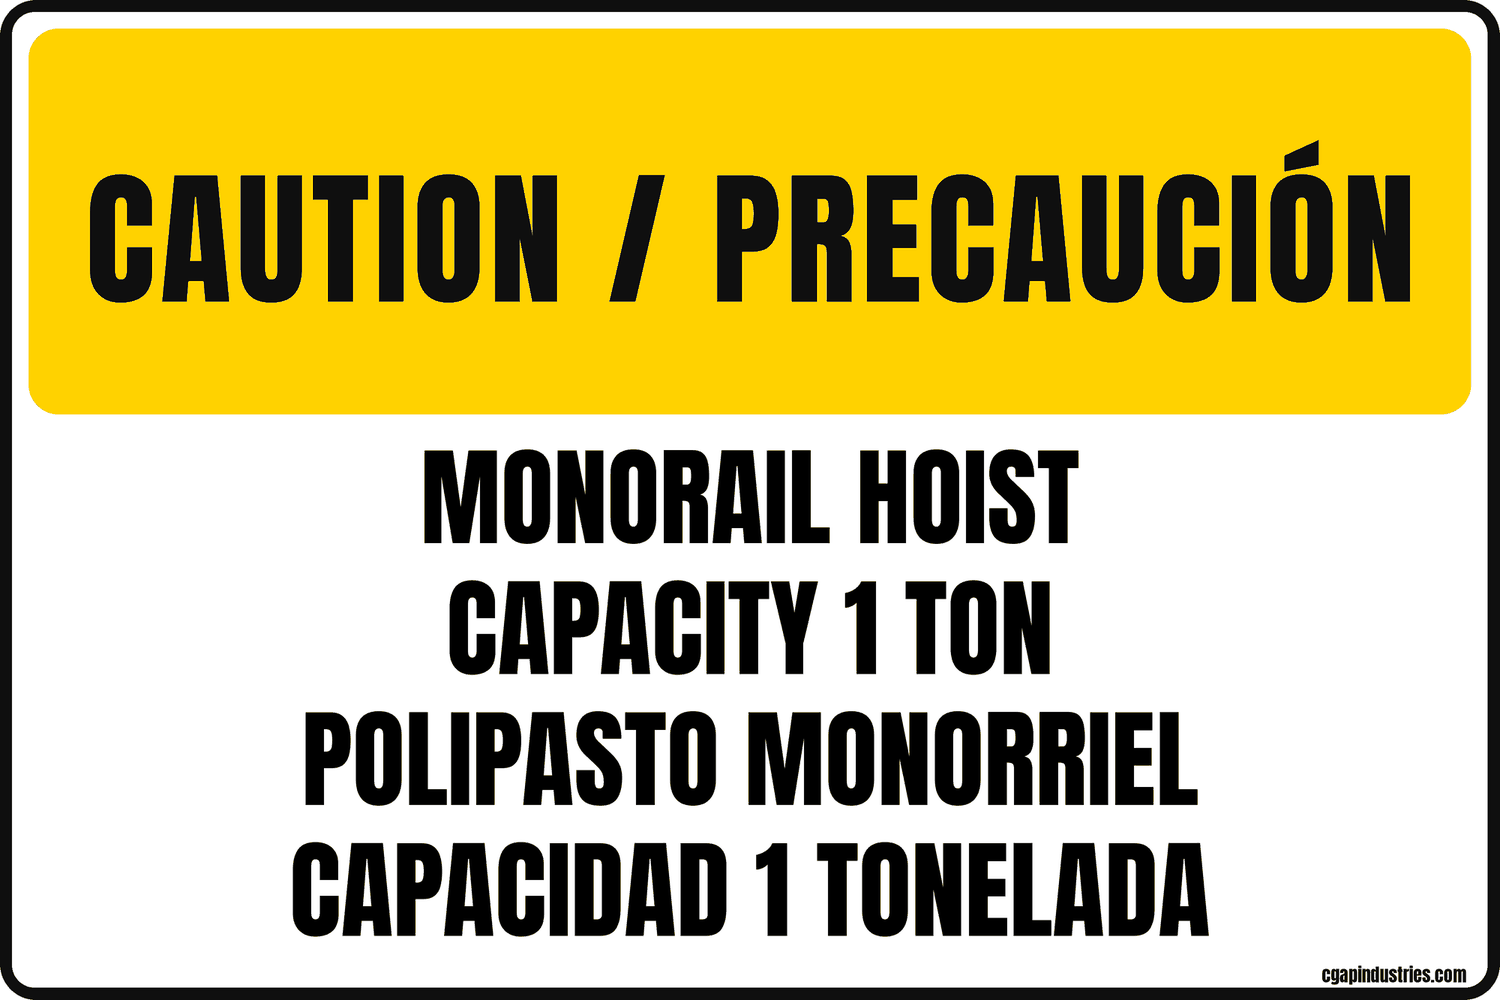 CAUTION / PRECAUCIÓN
MONORAIL HOIST
CAPACITY 1 TON
POLIPASTO MONORRIEL
CAPACIDAD 1 TONELADA
cgapindustries.com